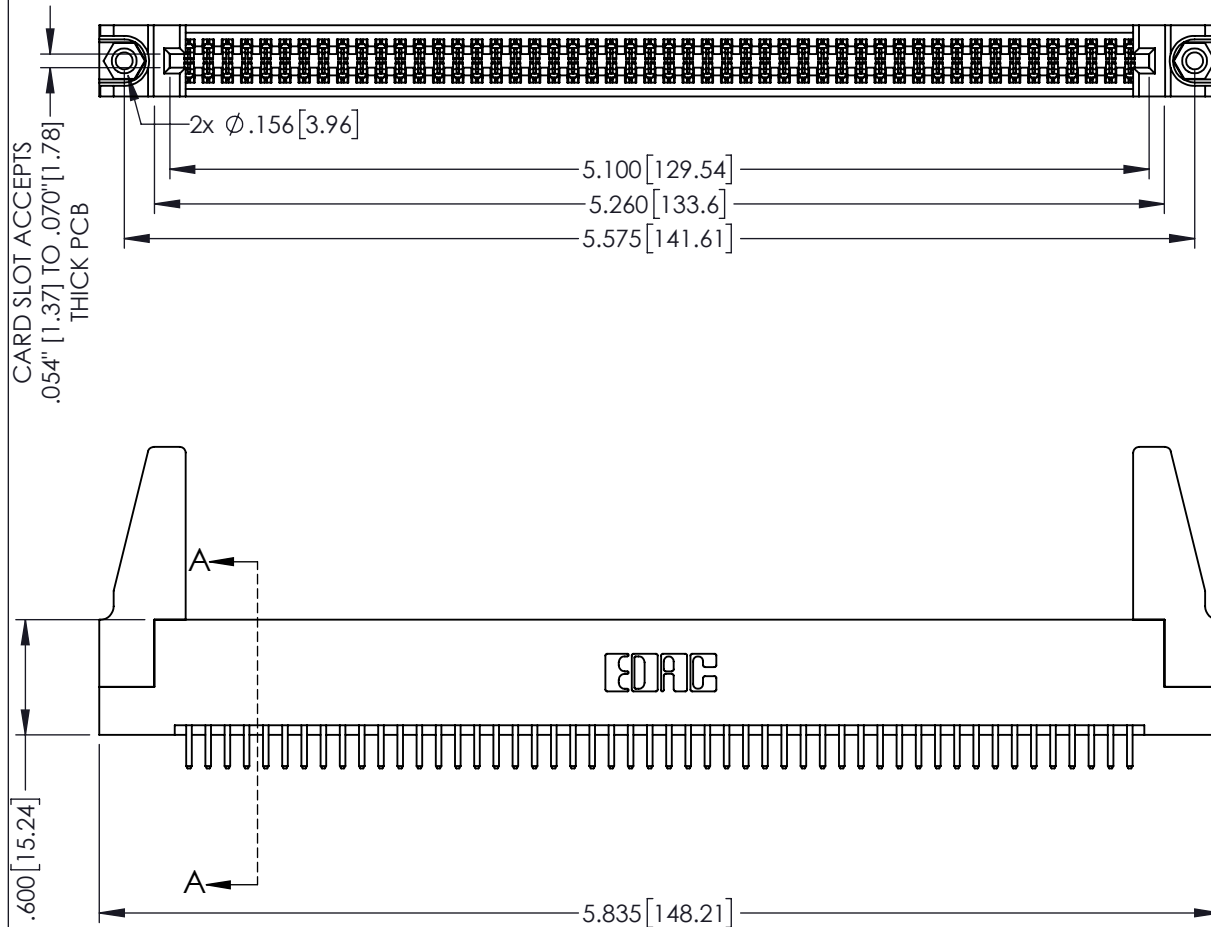 2x Ø.156[3.96]
5.100[129.54]
5.260[133.6]
5.575[141.61]
CARD SLOT ACCEPTS
.054" [1.37] TO .070"[1.78]
THICK PCB
A
EDAC
.600[15.24]
A
5.835[148.21]